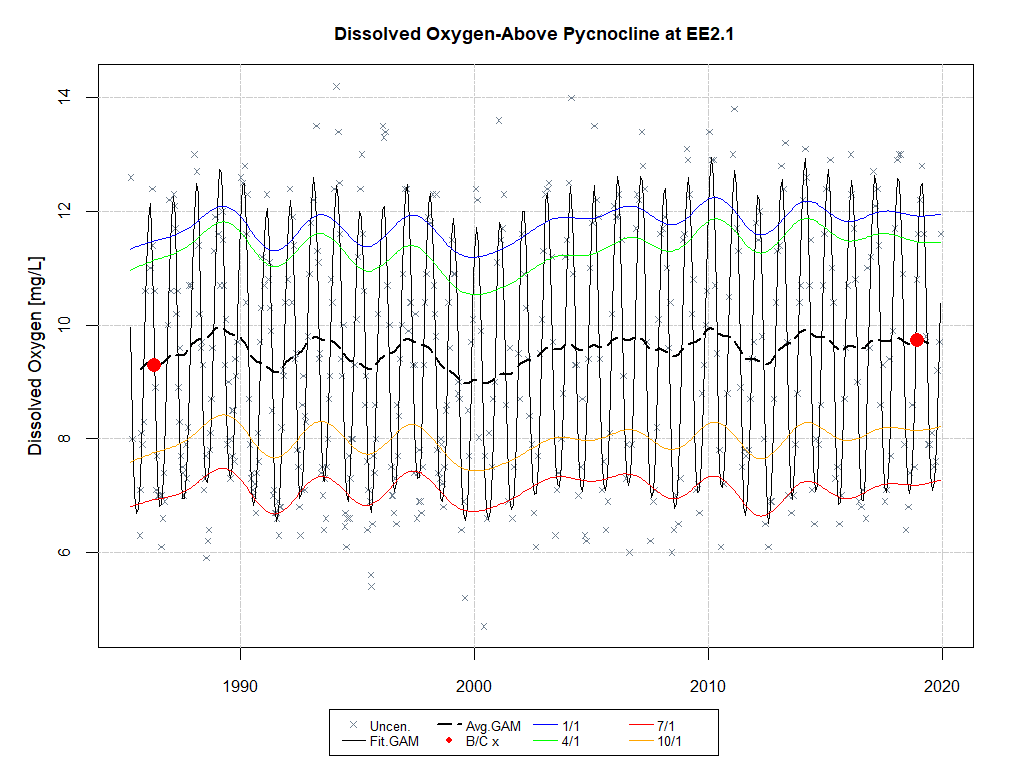 Dissolved Oxygen-Above Pycnocline at EE2.1
Dissolved Oxygen [mg/L]
14
12
10
8
6
1990 2000 2010 2020
Uncen. Avg.GAM 1/1 7/1
Fit.GAM B/C x 4/1 10/1